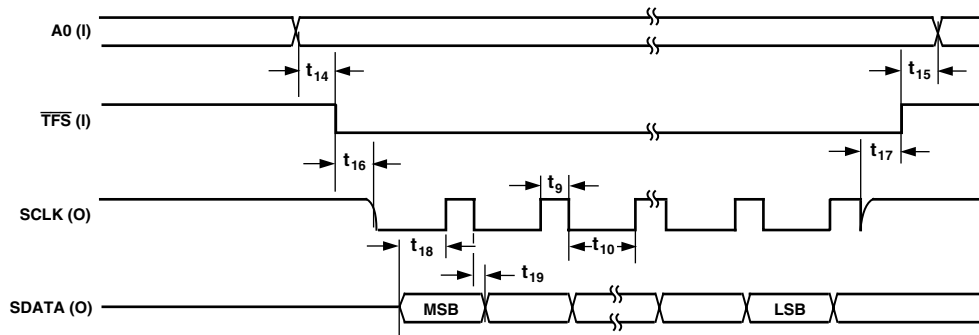 A0 (I)
t14
t15
TFS (I)
t16
t17
t9
SCLK (O)
t18
t10
t19
SDATA (O)
MSB
LSB